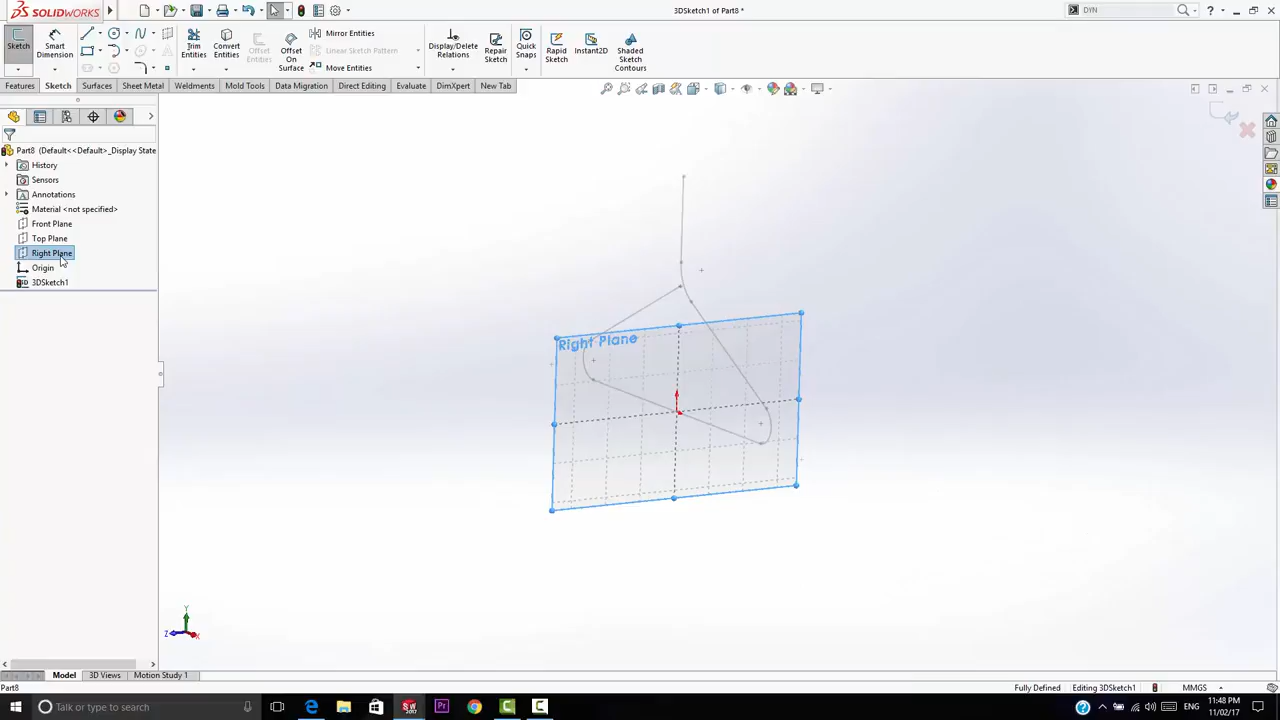 SOLIDWORKS
3DSketch1 of Part8 *
DYN
Sketch
Smart Dimension
Trim Entities
Convert Entities
Offset Entities
Offset On Surface
Mirror Entities
Linear Sketch Pattern
Move Entities
Display/Delete Relations
Repair Sketch
Quick Snaps
Rapid Sketch
Instant2D
Shaded Sketch Contours
Features
Sketch
Surfaces
Sheet Metal
Weldments
Mold Tools
Data Migration
Direct Editing
Evaluate
DimXpert
New Tab
Part8 (Default<<Default>_Display State
History
Sensors
Annotations
Material <not specified>
Front Plane
Top Plane
Right Plane
Origin
3D 3DSketch1
Right Plane
Y
Z
X
Model
3D Views
Motion Study 1
Part8
Fully Defined
Editing 3DSketch1
MMGS
Type here to search
SW
2017
Pr
11:48 PM
11/02/17